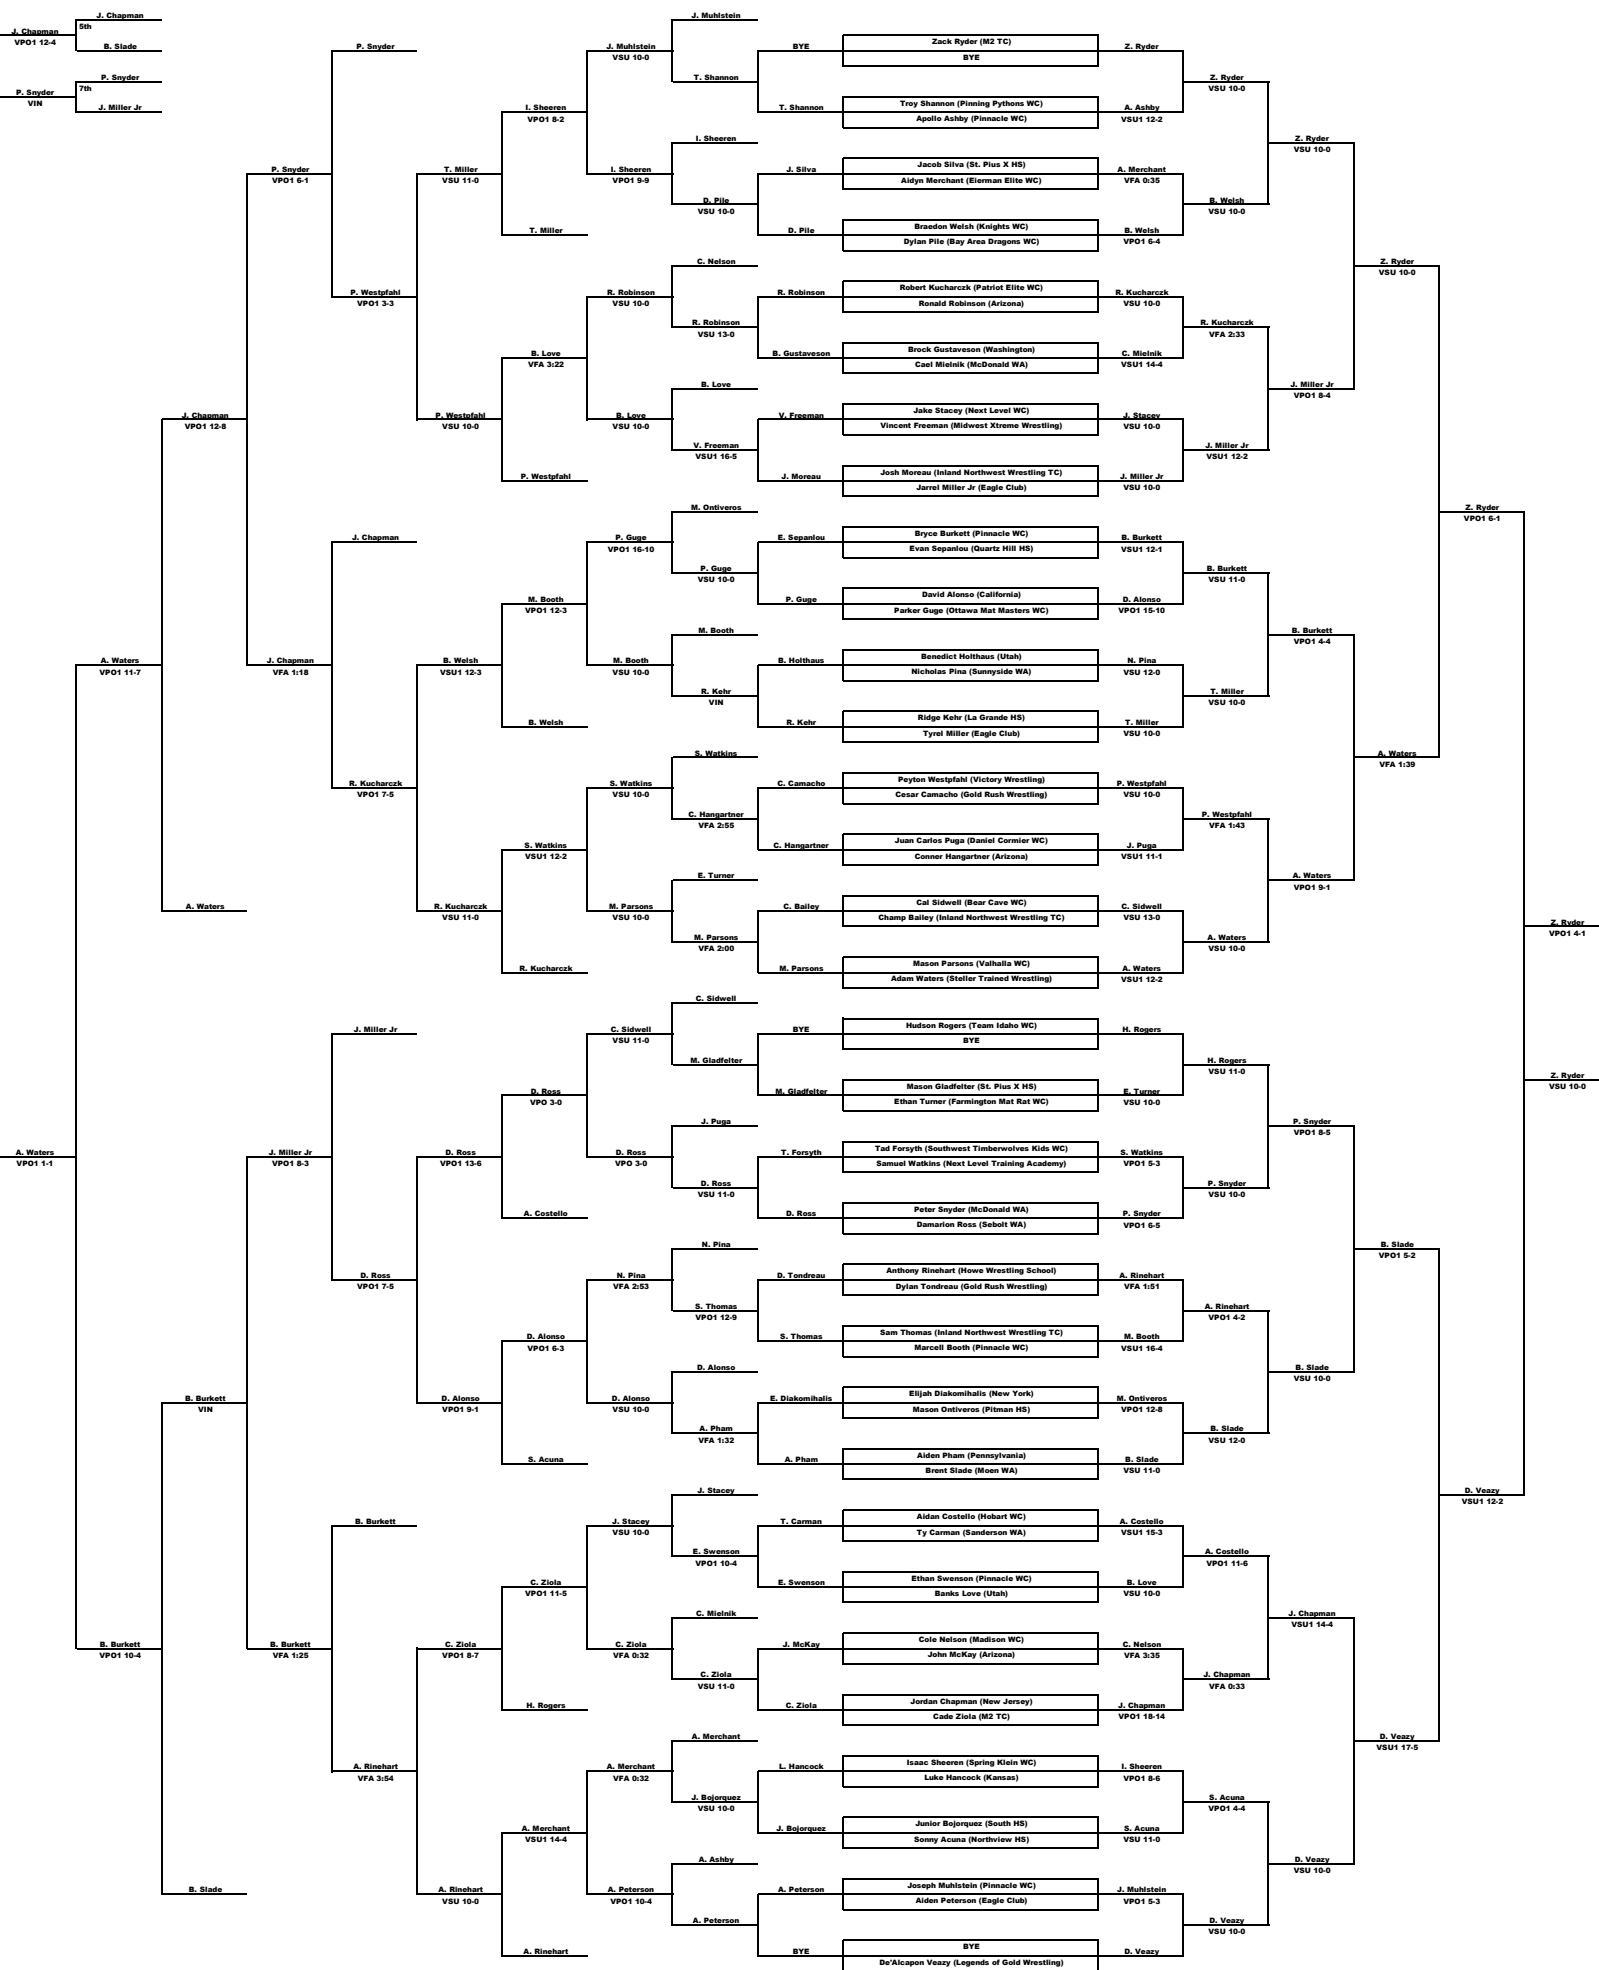 J. Muhlstein
J. Chapman
5th
J. Chapman
VPO1 12-4
B. Slade
P. Snyder
J. Muhlstein
VSU 10-0
BYE
Zack Ryder (M2 TC)
BYE
Z. Ryder
P. Snyder
7th
P. Snyder
VIN
J. Miller Jr
T. Shannon
Z. Ryder
VSU 10-0
I. Sheeren
VPO1 8-2
T. Shannon
Troy Shannon (Pinning Pythons WC)
Apollo Ashby (Pinnacle WC)
A. Ashby
VSU1 12-2
I. Sheeren
Z. Ryder
VSU 10-0
P. Snyder
VPO1 6-1
T. Miller
VSU 11-0
I. Sheeren
VPO1 9-9
J. Silva
Jacob Silva (St. Pius X HS)
Aidyn Merchant (Eierman Elite WC)
A. Merchant
VFA 0:35
D. Pile
VSU 10-0
B. Welsh
VSU 10-0
T. Miller
D. Pile
Braedon Welsh (Knights WC)
Dylan Pile (Bay Area Dragons WC)
B. Welsh
VPO1 6-4
C. Nelson
Z. Ryder
VSU 10-0
P. Westpfahl
VPO1 3-3
R. Robinson
VSU 10-0
R. Robinson
Robert Kucharczk (Patriot Elite WC)
Ronald Robinson (Arizona)
R. Kucharczk
VSU 10-0
R. Robinson
VSU 13-0
R. Kucharczk
VFA 2:33
B. Love
VFA 3:22
B. Gustaveson
Brock Gustaveson (Washington)
Cael Mielnik (McDonald WA)
C. Mielnik
VSU1 14-4
B. Love
J. Miller Jr
VPO1 8-4
J. Chapman
VPO1 12-8
P. Westpfahl
VSU 10-0
B. Love
VSU 10-0
V. Freeman
Jake Stacey (Next Level WC)
Vincent Freeman (Midwest Xtreme Wrestling)
J. Stacey
VSU 10-0
V. Freeman
VSU1 16-5
J. Miller Jr
VSU1 12-2
P. Westpfahl
J. Moreau
Josh Moreau (Inland Northwest Wrestling TC)
Jarrel Miller Jr (Eagle Club)
J. Miller Jr
VSU 10-0
M. Ontiveros
Z. Ryder
VPO1 6-1
J. Chapman
P. Guge
VPO1 16-10
E. Sepanlou
Bryce Burkett (Pinnacle WC)
Evan Sepanlou (Quartz Hill HS)
B. Burkett
VSU1 12-1
P. Guge
VSU 10-0
B. Burkett
VSU 11-0
M. Booth
VPO1 12-3
P. Guge
David Alonso (California)
Parker Guge (Ottawa Mat Masters WC)
D. Alonso
VPO1 15-10
M. Booth
B. Burkett
VPO1 4-4
A. Waters
VPO1 11-7
J. Chapman
VFA 1:18
B. Welsh
VSU1 12-3
M. Booth
VSU 10-0
B. Holthaus
Benedict Holthaus (Utah)
Nicholas Pina (Sunnyside WA)
N. Pina
VSU 12-0
R. Kehr
VIN
T. Miller
VSU 10-0
B. Welsh
R. Kehr
Ridge Kehr (La Grande HS)
Tyrel Miller (Eagle Club)
T. Miller
VSU 10-0
S. Watkins
A. Waters
VFA 1:39
R. Kucharczk
VPO1 7-5
S. Watkins
VSU 10-0
C. Camacho
Peyton Westpfahl (Victory Wrestling)
Cesar Camacho (Gold Rush Wrestling)
P. Westpfahl
VSU 10-0
C. Hangartner
VFA 2:55
P. Westpfahl
VFA 1:43
S. Watkins
VSU1 12-2
C. Hangartner
Juan Carlos Puga (Daniel Cormier WC)
Conner Hangartner (Arizona)
J. Puga
VSU1 11-1
E. Turner
A. Waters
VPO1 9-1
A. Waters
R. Kucharczk
VSU 11-0
M. Parsons
VSU 10-0
C. Bailey
Cal Sidwell (Bear Cave WC)
Champ Bailey (Inland Northwest Wrestling TC)
C. Sidwell
VSU 13-0
Z. Ryder
VPO1 4-1
M. Parsons
VFA 2:00
A. Waters
VSU 10-0
R. Kucharczk
M. Parsons
Mason Parsons (Valhalla WC)
Adam Waters (Steller Trained Wrestling)
A. Waters
VSU1 12-2
C. Sidwell
J. Miller Jr
C. Sidwell
VSU 11-0
BYE
Hudson Rogers (Team Idaho WC)
BYE
H. Rogers
M. Gladfelter
H. Rogers
VSU 11-0
Z. Ryder
VSU 10-0
D. Ross
VPO 3-0
M. Gladfelter
Mason Gladfelter (St. Pius X HS)
Ethan Turner (Farmington Mat Rat WC)
E. Turner
VSU 10-0
J. Puga
P. Snyder
VPO1 8-5
A. Waters
VPO1 1-1
J. Miller Jr
VPO1 8-3
D. Ross
VPO1 13-6
D. Ross
VPO 3-0
T. Forsyth
Tad Forsyth (Southwest Timberwolves Kids WC)
Samuel Watkins (Next Level Training Academy)
S. Watkins
VPO1 5-3
D. Ross
VSU 11-0
P. Snyder
VSU 10-0
A. Costello
D. Ross
Peter Snyder (McDonald WA)
Damarion Ross (Sebolt WA)
P. Snyder
VPO1 6-5
N. Pina
B. Slade
VPO1 5-2
D. Ross
VPO1 7-5
N. Pina
VFA 2:53
D. Tondreau
Anthony Rinehart (Howe Wrestling School)
Dylan Tondreau (Gold Rush Wrestling)
A. Rinehart
VFA 1:51
S. Thomas
VPO1 12-9
A. Rinehart
VPO1 4-2
D. Alonso
VPO1 6-3
S. Thomas
Sam Thomas (Inland Northwest Wrestling TC)
Marcell Booth (Pinnacle WC)
M. Booth
VSU1 16-4
D. Alonso
B. Slade
VSU 10-0
B. Burkett
VIN
D. Alonso
VPO1 9-1
D. Alonso
VSU 10-0
E. Diakomihalis
Elijah Diakomihalis (New York)
Mason Ontiveros (Pitman HS)
M. Ontiveros
VPO1 12-8
A. Pham
VFA 1:32
B. Slade
VSU 12-0
S. Acuna
A. Pham
Aiden Pham (Pennsylvania)
Brent Slade (Moen WA)
B. Slade
VSU 11-0
J. Stacey
D. Veazy
VSU1 12-2
B. Burkett
J. Stacey
VSU 10-0
T. Carman
Aidan Costello (Hobart WC)
Ty Carman (Sanderson WA)
A. Costello
VSU1 15-3
E. Swenson
VPO1 10-4
A. Costello
VPO1 11-6
C. Ziola
VPO1 11-5
E. Swenson
Ethan Swenson (Pinnacle WC)
Banks Love (Utah)
B. Love
VSU 10-0
C. Mielnik
J. Chapman
VSU1 14-4
B. Burkett
VPO1 10-4
B. Burkett
VFA 1:25
C. Ziola
VPO1 8-7
C. Ziola
VFA 0:32
J. McKay
Cole Nelson (Madison WC)
John McKay (Arizona)
C. Nelson
VFA 3:35
C. Ziola
VSU 11-0
J. Chapman
VFA 0:33
H. Rogers
C. Ziola
Jordan Chapman (New Jersey)
Cade Ziola (M2 TC)
J. Chapman
VPO1 18-14
A. Merchant
D. Veazy
VSU1 17-5
A. Rinehart
VFA 3:54
A. Merchant
VFA 0:32
L. Hancock
Isaac Sheeren (Spring Klein WC)
Luke Hancock (Kansas)
I. Sheeren
VPO1 8-6
J. Bojorquez
VSU 10-0
S. Acuna
VPO1 4-4
A. Merchant
VSU1 14-4
J. Bojorquez
Junior Bojorquez (South HS)
Sonny Acuna (Northview HS)
S. Acuna
VSU 11-0
A. Ashby
D. Veazy
VSU 10-0
B. Slade
A. Rinehart
VSU 10-0
A. Peterson
VPO1 10-4
A. Peterson
Joseph Muhlstein (Pinnacle WC)
Aiden Peterson (Eagle Club)
J. Muhlstein
VPO1 5-3
A. Peterson
D. Veazy
VSU 10-0
A. Rinehart
BYE
BYE
De'Alcapon Veazy (Legends of Gold Wrestling)
D. Veazy